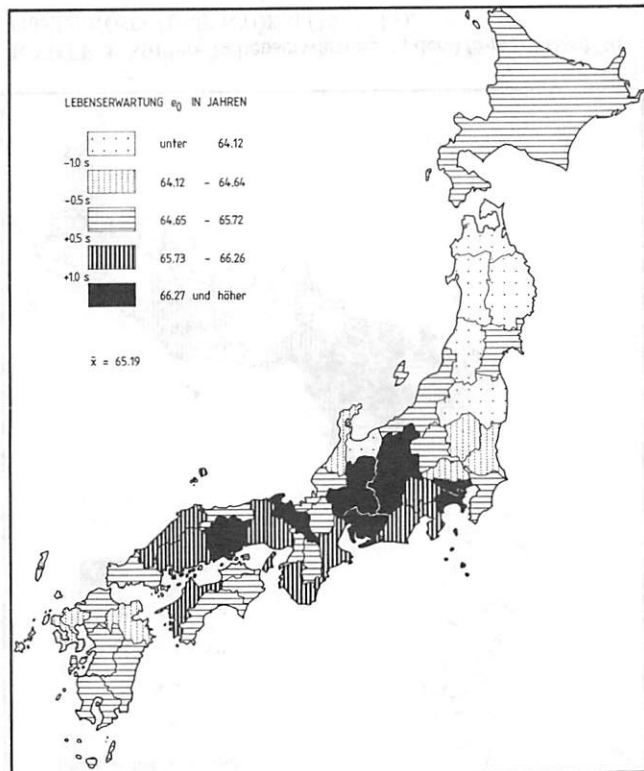 LEBENSERWARTUNG e₀ IN JAHREN
unter 64.12
-1.0 s
64.12 - 64.64
-0.5 s
64.65 - 65.72
+0.5 s
65.73 - 66.26
+1.0 s
66.27 und höher
x̄ = 65.19